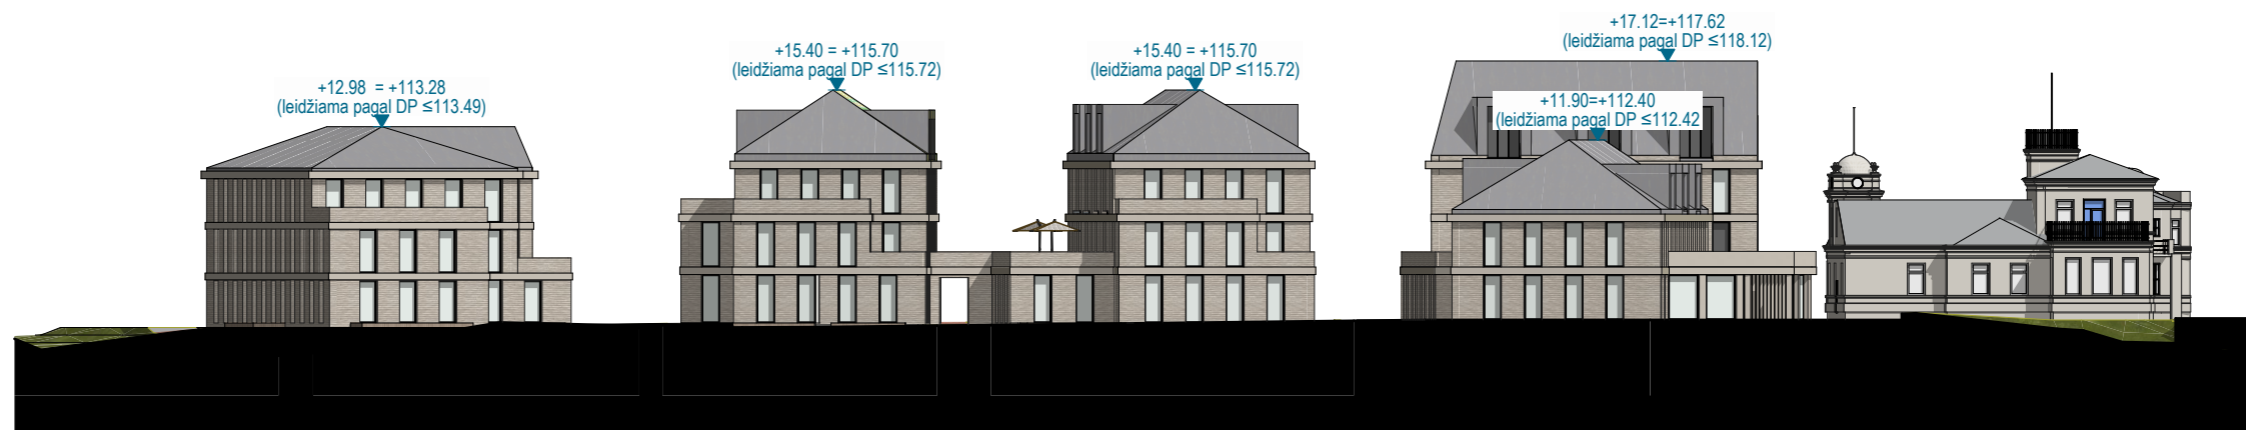 +12.98 = +113.28
(leidžiama pagal DP ≤113.49)
+15.40 = +115.70
(leidžiama pagal DP ≤115.72)
+15.40 = +115.70
(leidžiama pagal DP ≤115.72)
+17.12=+117.62
(leidžiama pagal DP ≤118.12)
+11.90=+112.40
(leidžiama pagal DP ≤112.42